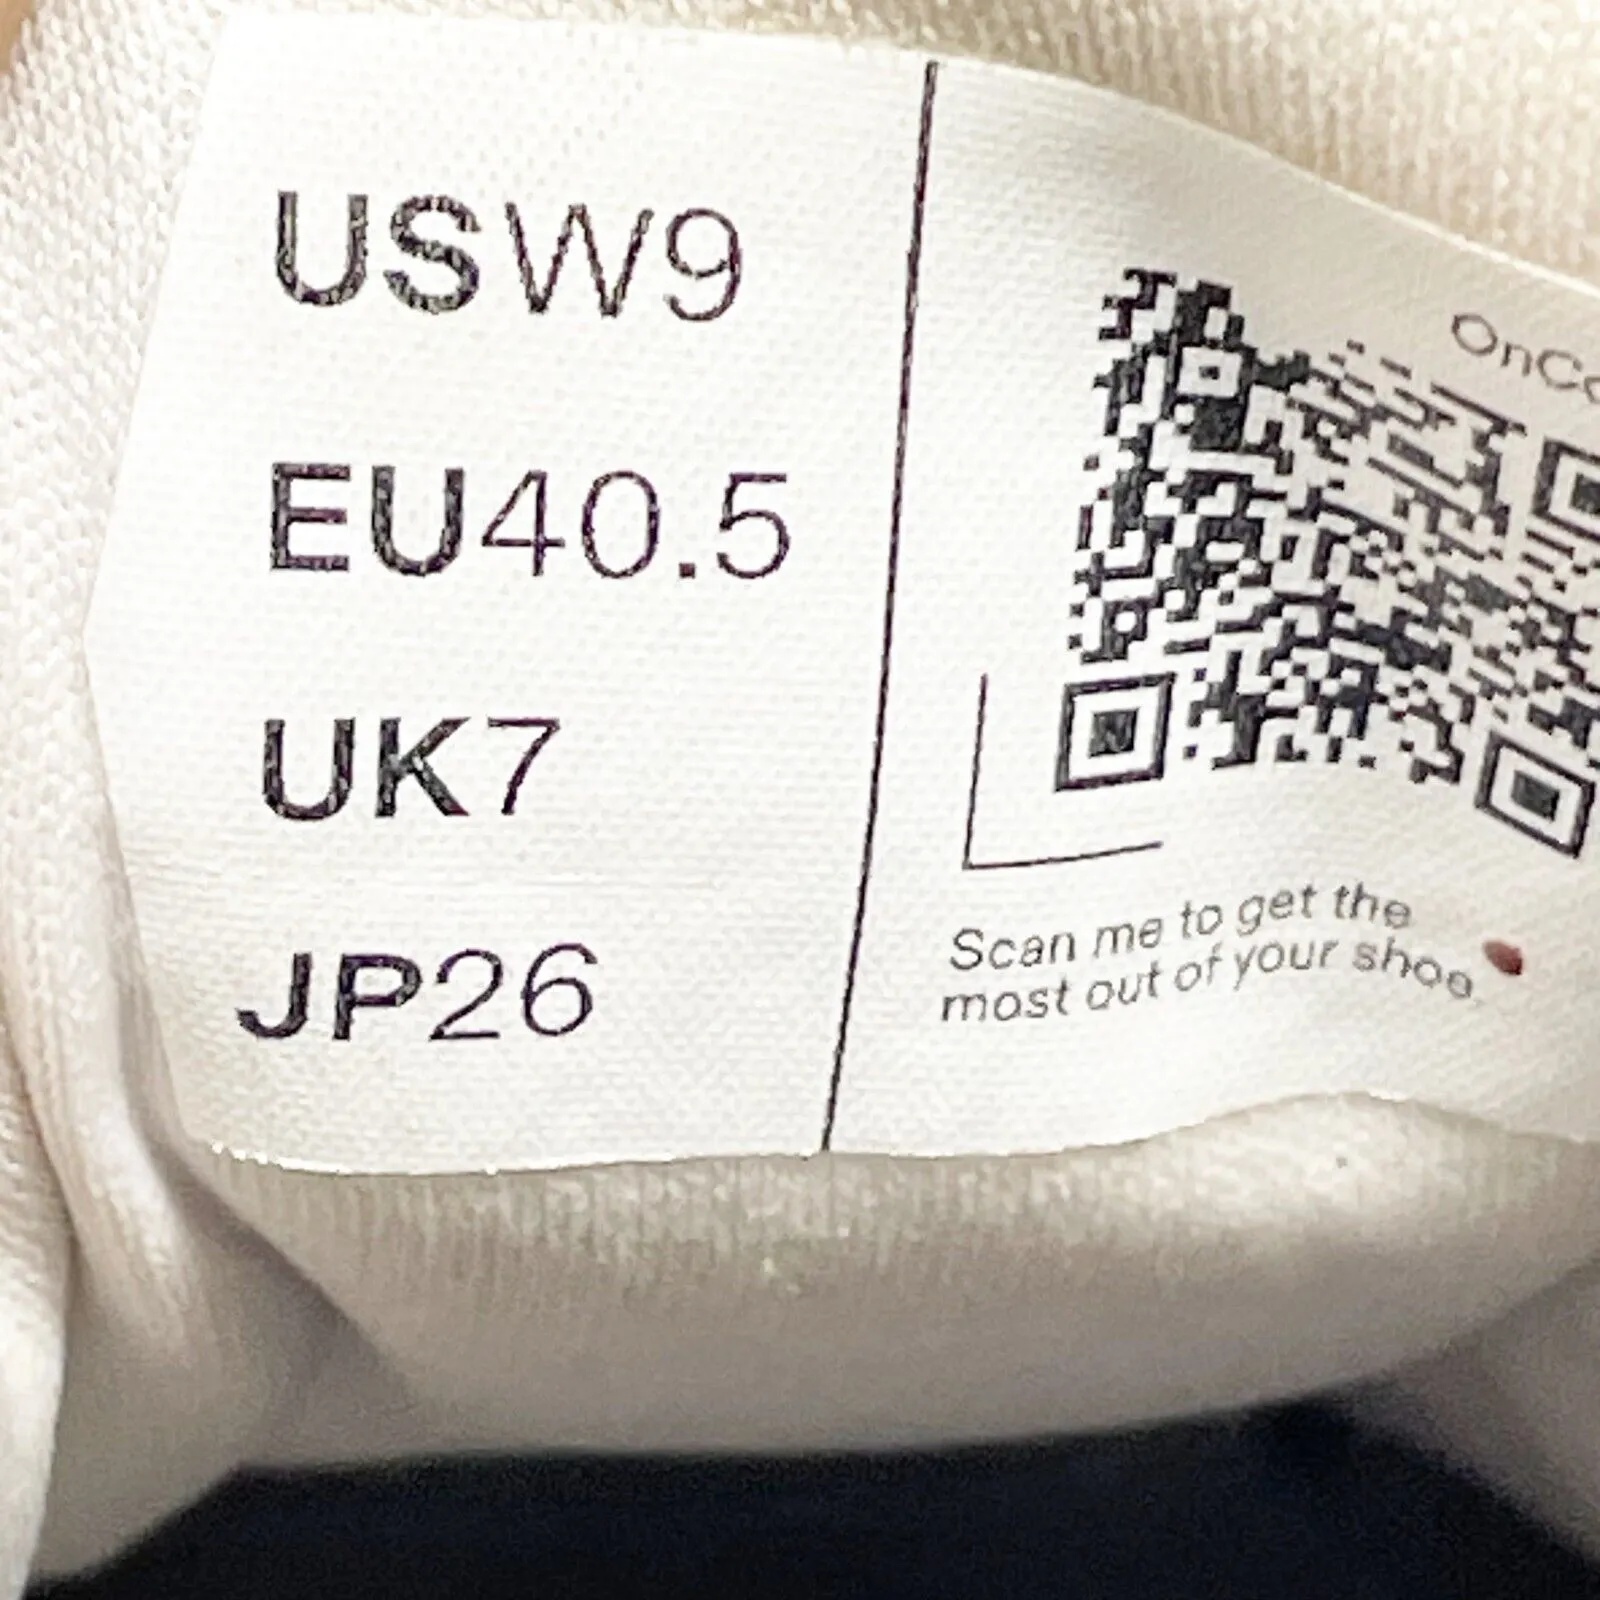 USW9
EU40.5
UK7
JP26
Scan me to get the
most out of your shoe.